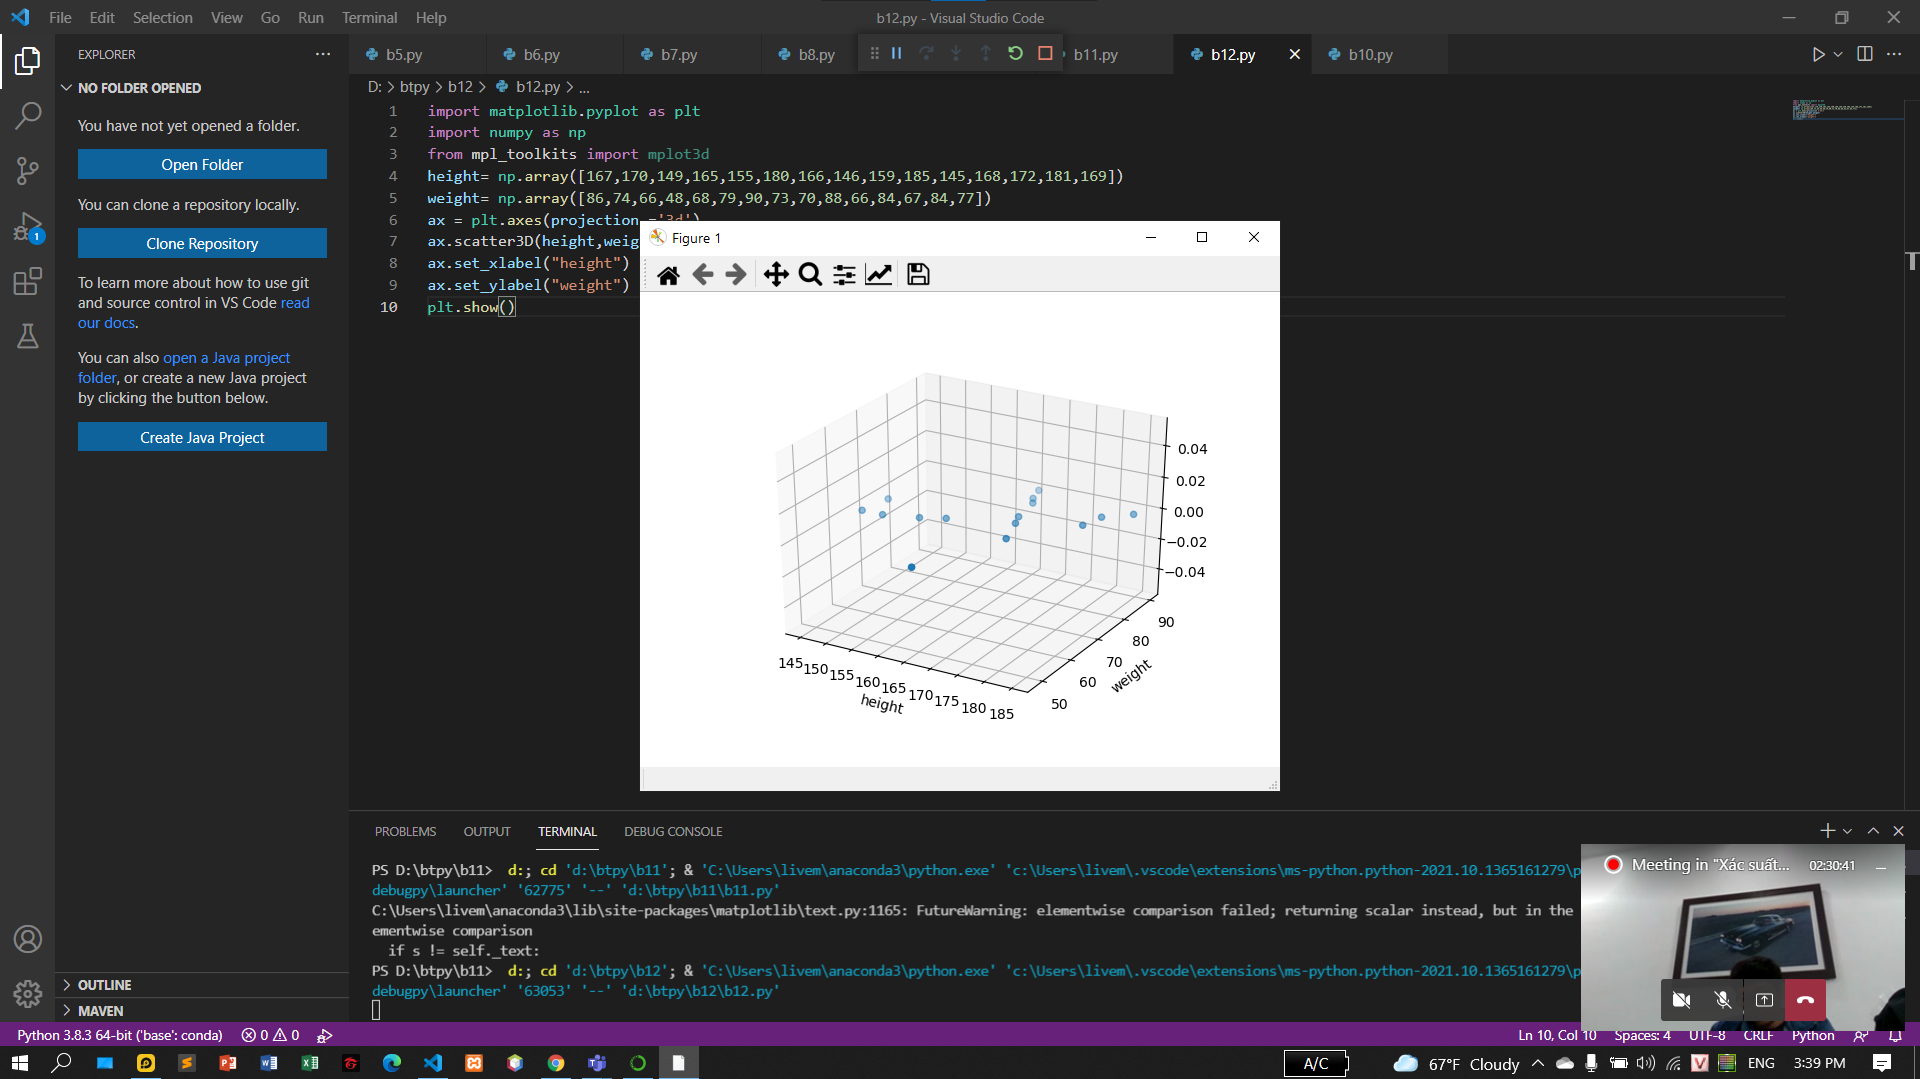 File Edit Selection View Go Run Terminal Help
b12.py - Visual Studio Code
EXPLORER
b5.py
b6.py
b7.py
b8.py
b11.py
b12.py
b10.py
NO FOLDER OPENED
You have not yet opened a folder.
Open Folder
You can clone a repository locally.
Clone Repository
To learn more about how to use git
and source control in VS Code read
our docs.
You can also open a Java project
folder, or create a new Java project
by clicking the button below.
Create Java Project
OUTLINE
MAVEN
1
D: > btpy > b12 > b12.py > ...
1 import matplotlib.pyplot as plt
2 import numpy as np
3 from mpl_toolkits import mplot3d
4 height= np.array([167,170,149,165,155,180,166,146,159,185,145,168,172,181,169])
5 weight= np.array([86,74,66,48,68,79,90,73,70,88,66,84,67,84,77])
6 ax = plt.axes(projection ='3d')
7 ax.scatter3D(height,weig
8 ax.set_xlabel("height")
9 ax.set_ylabel("weight")
10 plt.show()
Figure 1
0.04
0.02
0.00
−0.02
−0.04
90
80
70
60
50
weight
145 150 155 160 165 170 175 180 185
height
PROBLEMS OUTPUT TERMINAL DEBUG CONSOLE
PS D:\btpy\b11>  d:; cd 'd:\btpy\b11'; & 'C:\Users\livem\anaconda3\python.exe' 'c:\Users\livem\.vscode\extensions\ms-python.python-2021.10.1365161279\p
debugpy\launcher' '62775' '--' 'd:\btpy\b11\b11.py'
C:\Users\livem\anaconda3\lib\site-packages\matplotlib\text.py:1165: FutureWarning: elementwise comparison failed; returning scalar instead, but in the
ementwise comparison
  if s != self._text:
PS D:\btpy\b11>  d:; cd 'd:\btpy\b12'; & 'C:\Users\livem\anaconda3\python.exe' 'c:\Users\livem\.vscode\extensions\ms-python.python-2021.10.1365161279\p
debugpy\launcher' '63053' '--' 'd:\btpy\b12\b12.py'
Meeting in "Xác suất... 02:30:41
Python 3.8.3 64-bit ('base': conda) 0 0
Ln 10, Col 10 Spaces: 4 UTF-8 CRLF Python
A/C
67°F Cloudy
ENG
3:39 PM